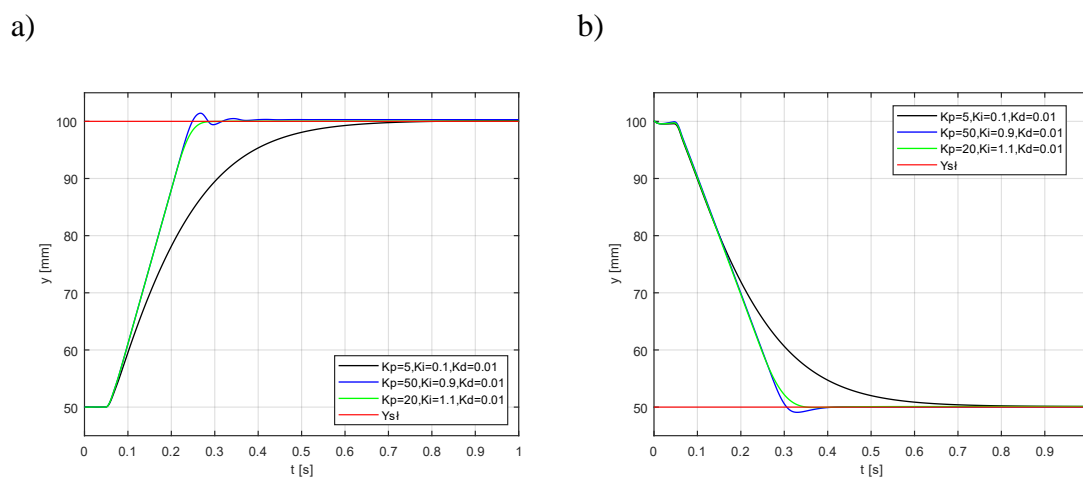 a)
b)
100
90
80
70
60
50
y [mm]
0 0.1 0.2 0.3 0.4 0.5 0.6 0.7 0.8 0.9 1
t [s]
Kp=5,Ki=0.1,Kd=0.01
Kp=50,Ki=0.9,Kd=0.01
Kp=20,Ki=1.1,Kd=0.01
Ysł
100
90
80
70
60
50
y [mm]
0 0.1 0.2 0.3 0.4 0.5 0.6 0.7 0.8 0.9
t [s]
Kp=5,Ki=0.1,Kd=0.01
Kp=50,Ki=0.9,Kd=0.01
Kp=20,Ki=1.1,Kd=0.01
Ysł